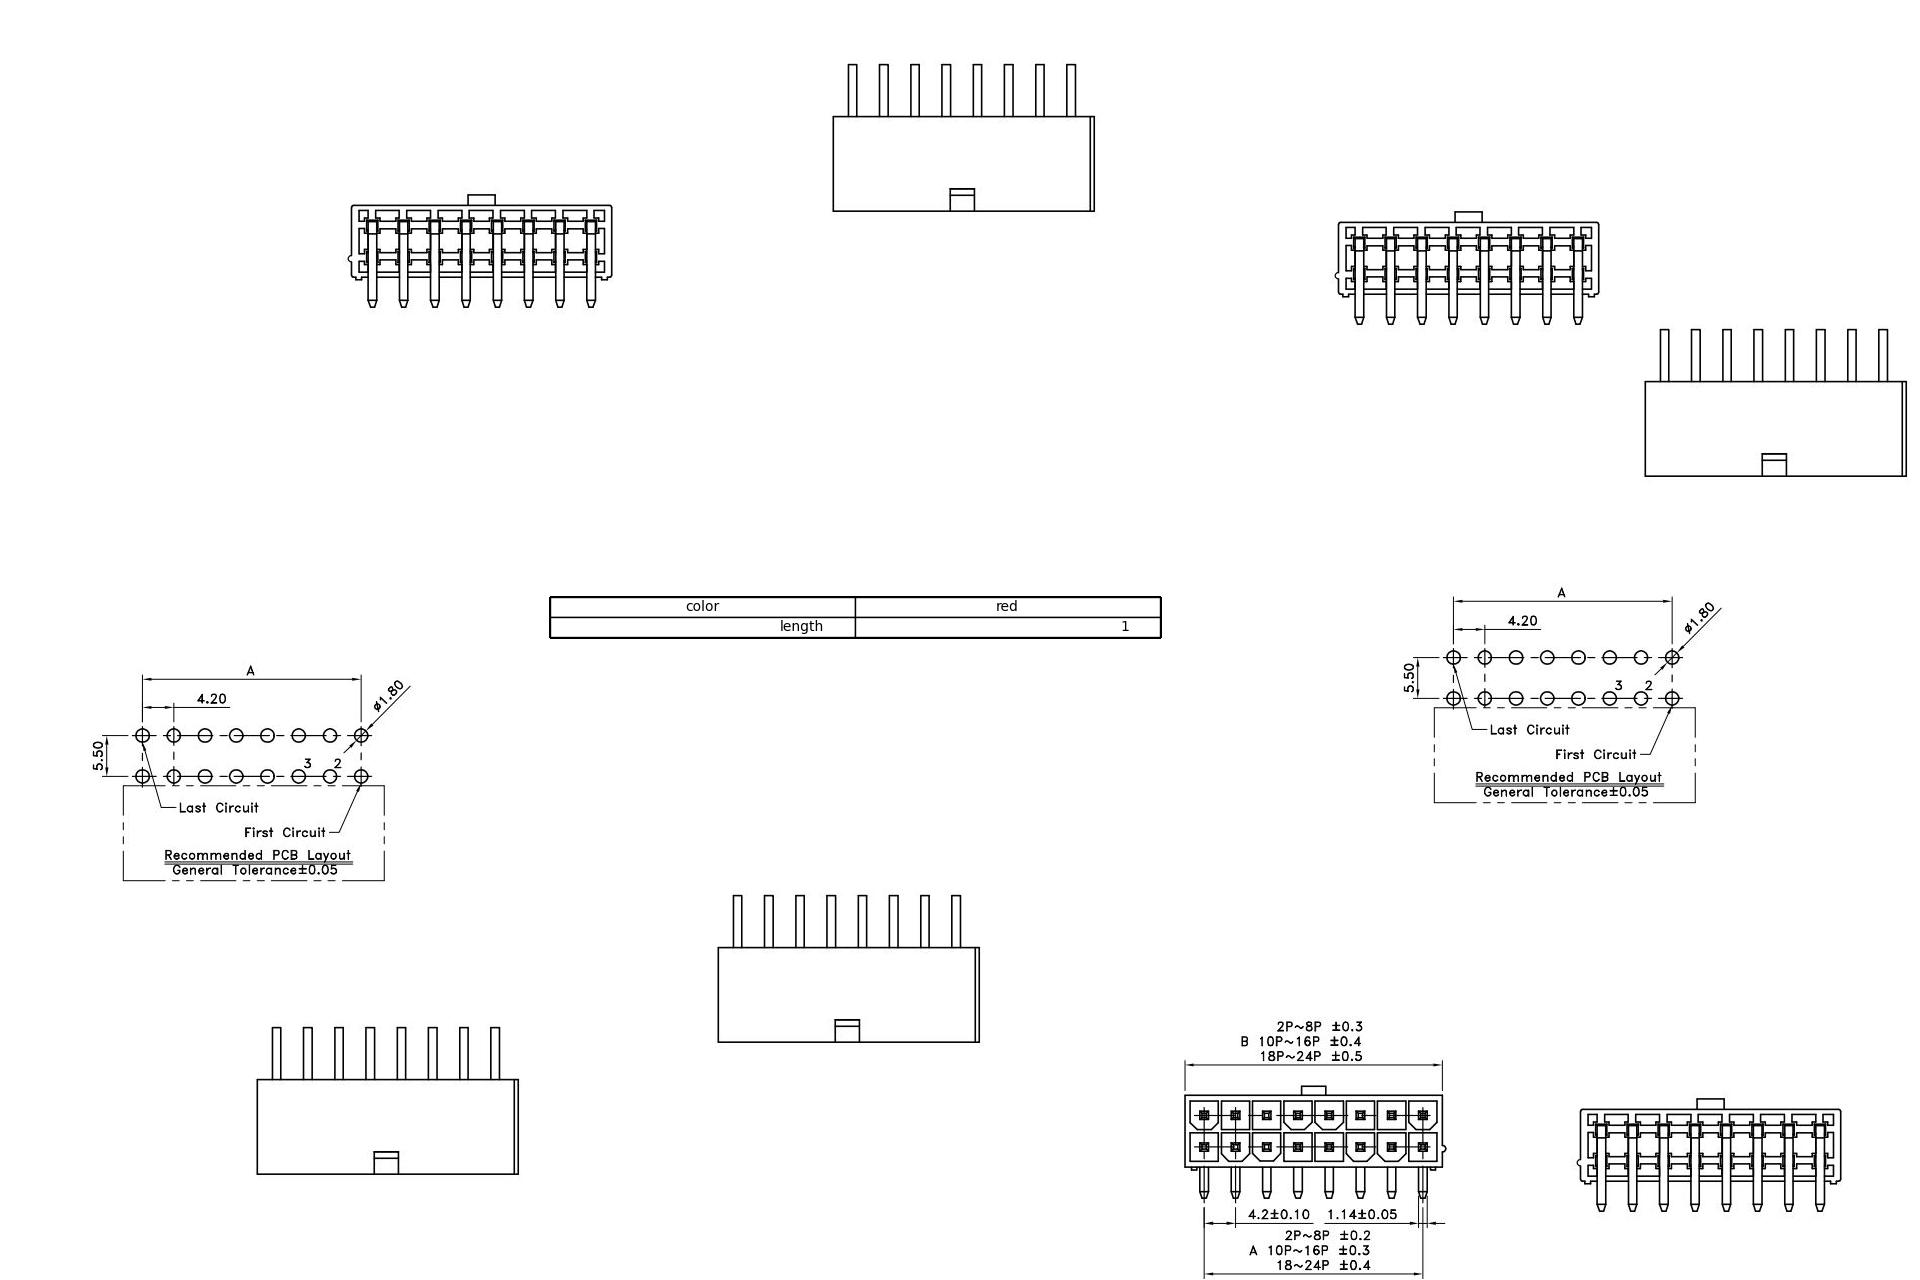 color red
length 1
A
4.20
ø1.80
5.50
3 2
Last Circuit
First Circuit
Recommended PCB Layout
General Tolerance±0.05
A
4.20
ø1.80
5.50
3 2
Last Circuit
First Circuit
Recommended PCB Layout
General Tolerance±0.05
2P~8P ±0.3
B 10P~16P ±0.4
18P~24P ±0.5
4.2±0.10 1.14±0.05
2P~8P ±0.2
A 10P~16P ±0.3
18~24P ±0.4